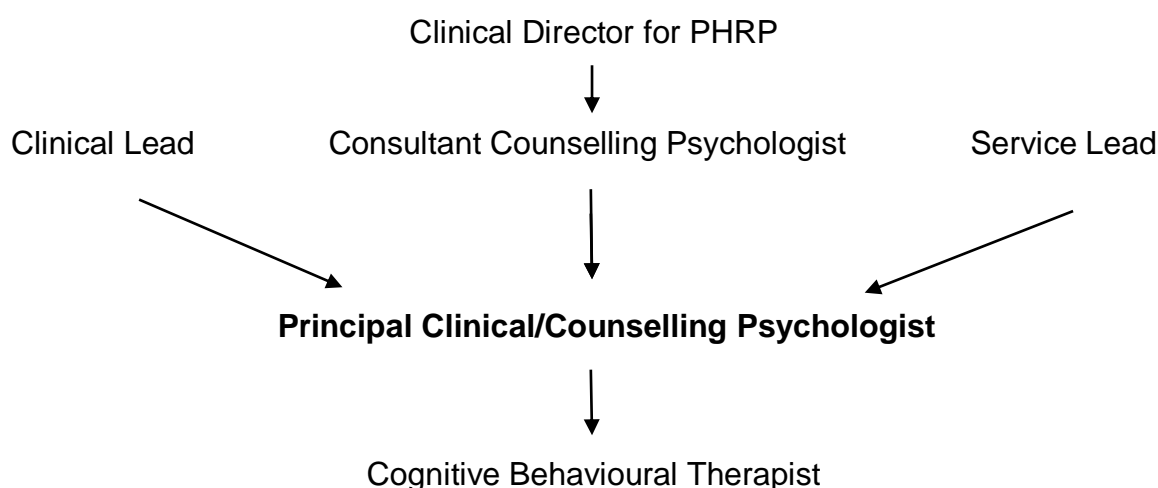 Clinical Director for PHRP
Clinical Lead Consultant Counselling Psychologist Service Lead
Principal Clinical/Counselling Psychologist
Cognitive Behavioural Therapist